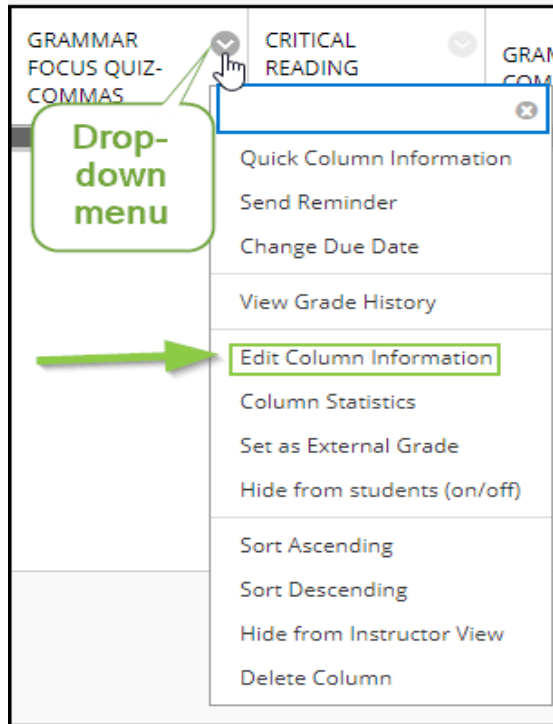 GRAMMAR
FOCUS QUIZ-
COMMAS
CRITICAL
READING
GRAM
COM
Drop-
down
menu
Quick Column Information
Send Reminder
Change Due Date
View Grade History
Edit Column Information
Column Statistics
Set as External Grade
Hide from students (on/off)
Sort Ascending
Sort Descending
Hide from Instructor View
Delete Column